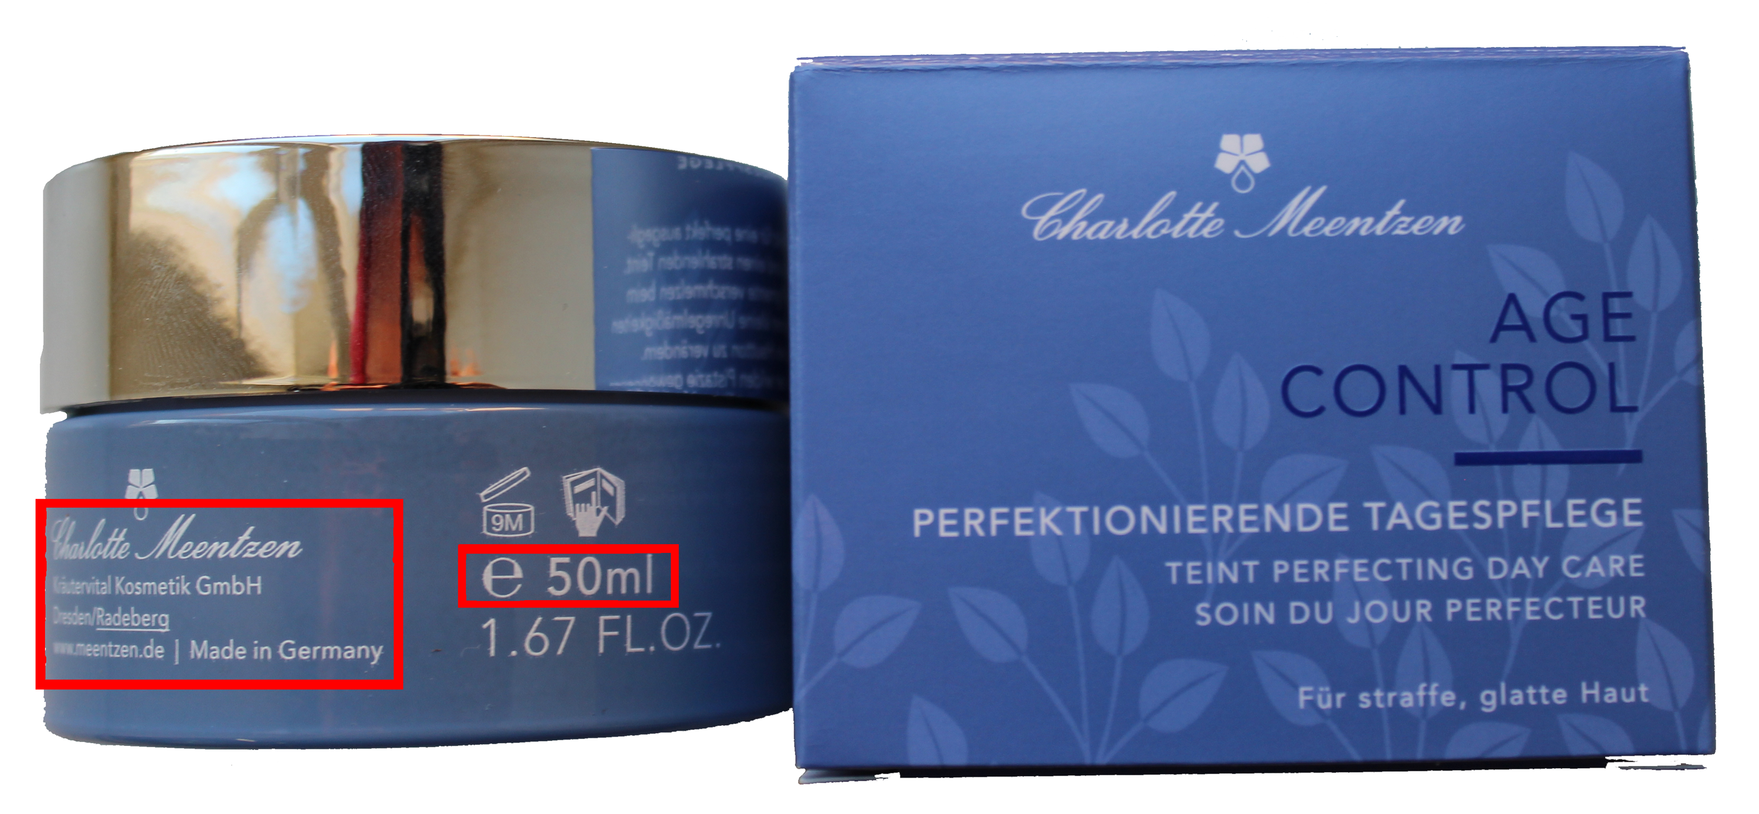 Charlotte Meentzen
Kräutervital Kosmetik GmbH
Dresden/Radeberg
www.meentzen.de | Made in Germany
9M
e 50ml
1.67 FL.OZ.
Charlotte Meentzen
AGE
CONTROL
PERFEKTIONIERENDE TAGESPFLEGE
TEINT PERFECTING DAY CARE
SOIN DU JOUR PERFECTEUR
Für straffe, glatte Haut